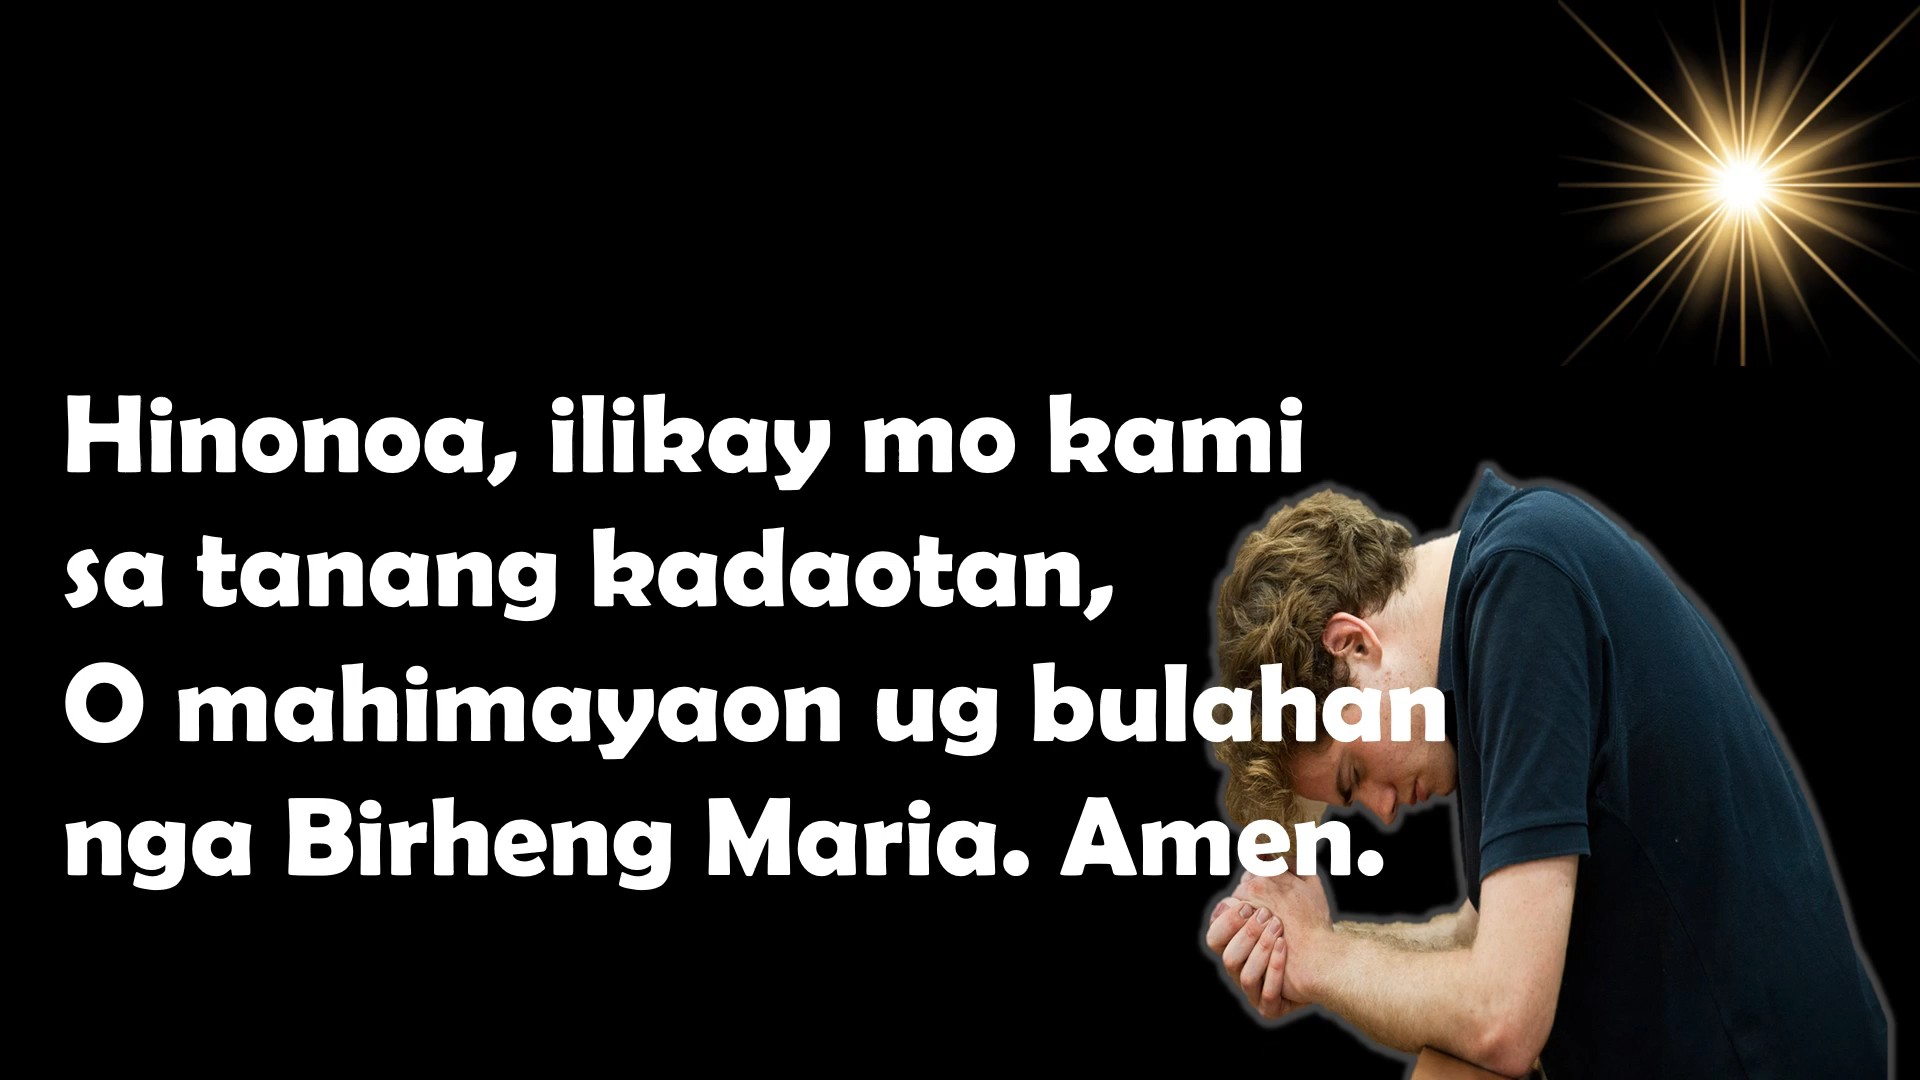 Hinonoa, ilikay mo kami
sa tanang kadaotan,
O mahimayaon ug bulahan
nga Birheng Maria. Amen.